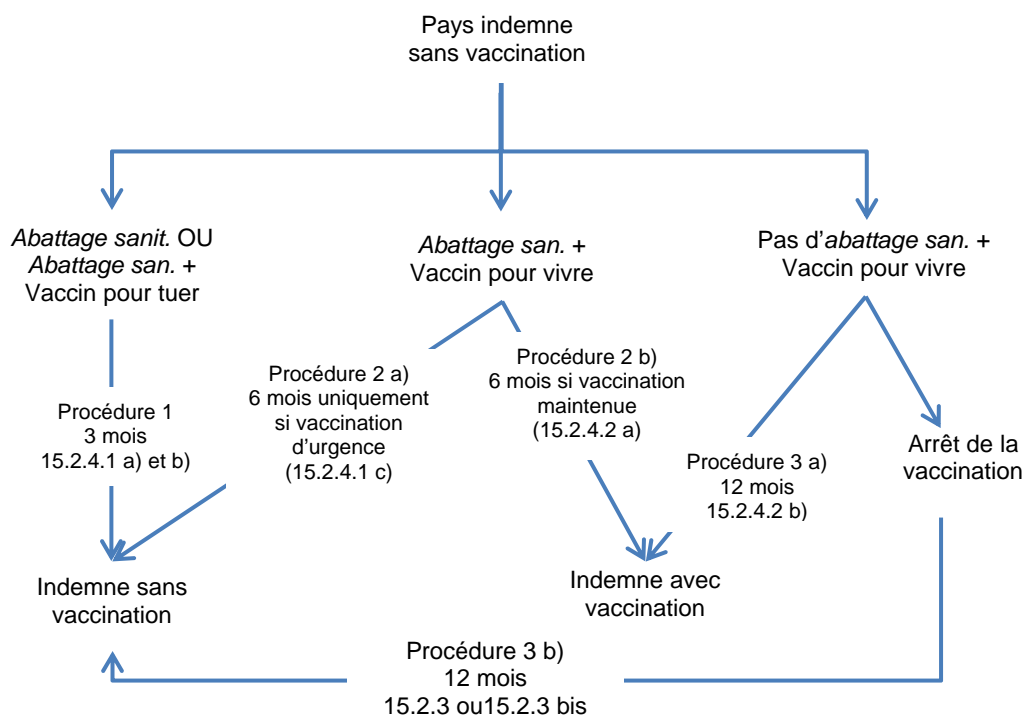 Pays indemne
sans vaccination
Abattage sanit. OU
Abattage san. +
Vaccin pour tuer
Abattage san. +
Vaccin pour vivre
Pas d'abattage san. +
Vaccin pour vivre
Procédure 1
3 mois
15.2.4.1 a) et b)
Procédure 2 a)
6 mois uniquement
si vaccination
d'urgence
(15.2.4.1 c)
Procédure 2 b)
6 mois si vaccination
maintenue
(15.2.4.2 a)
Procédure 3 a)
12 mois
15.2.4.2 b)
Arrêt de la
vaccination
Indemne sans
vaccination
Indemne avec
vaccination
Procédure 3 b)
12 mois
15.2.3 ou15.2.3 bis